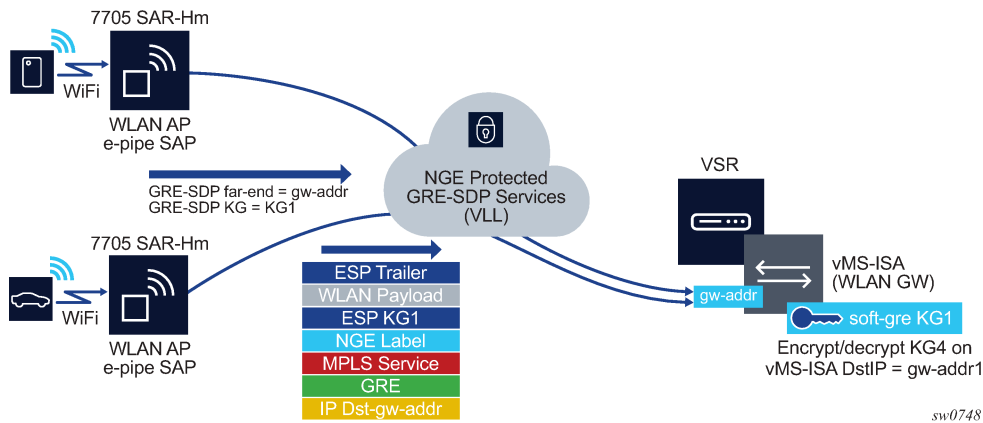 7705 SAR-Hm
WiFi
WLAN AP
e-pipe SAP
GRE-SDP far-end = gw-addr
GRE-SDP KG = KG1
7705 SAR-Hm
WiFi
WLAN AP
e-pipe SAP
NGE Protected
GRE-SDP Services
(VLL)
ESP Trailer
WLAN Payload
ESP KG1
NGE Label
MPLS Service
GRE
IP Dst-gw-addr
VSR
vMS-ISA
(WLAN GW)
gw-addr
soft-gre KG1
Encrypt/decrypt KG4 on
vMS-ISA DstIP = gw-addr1
sw0748